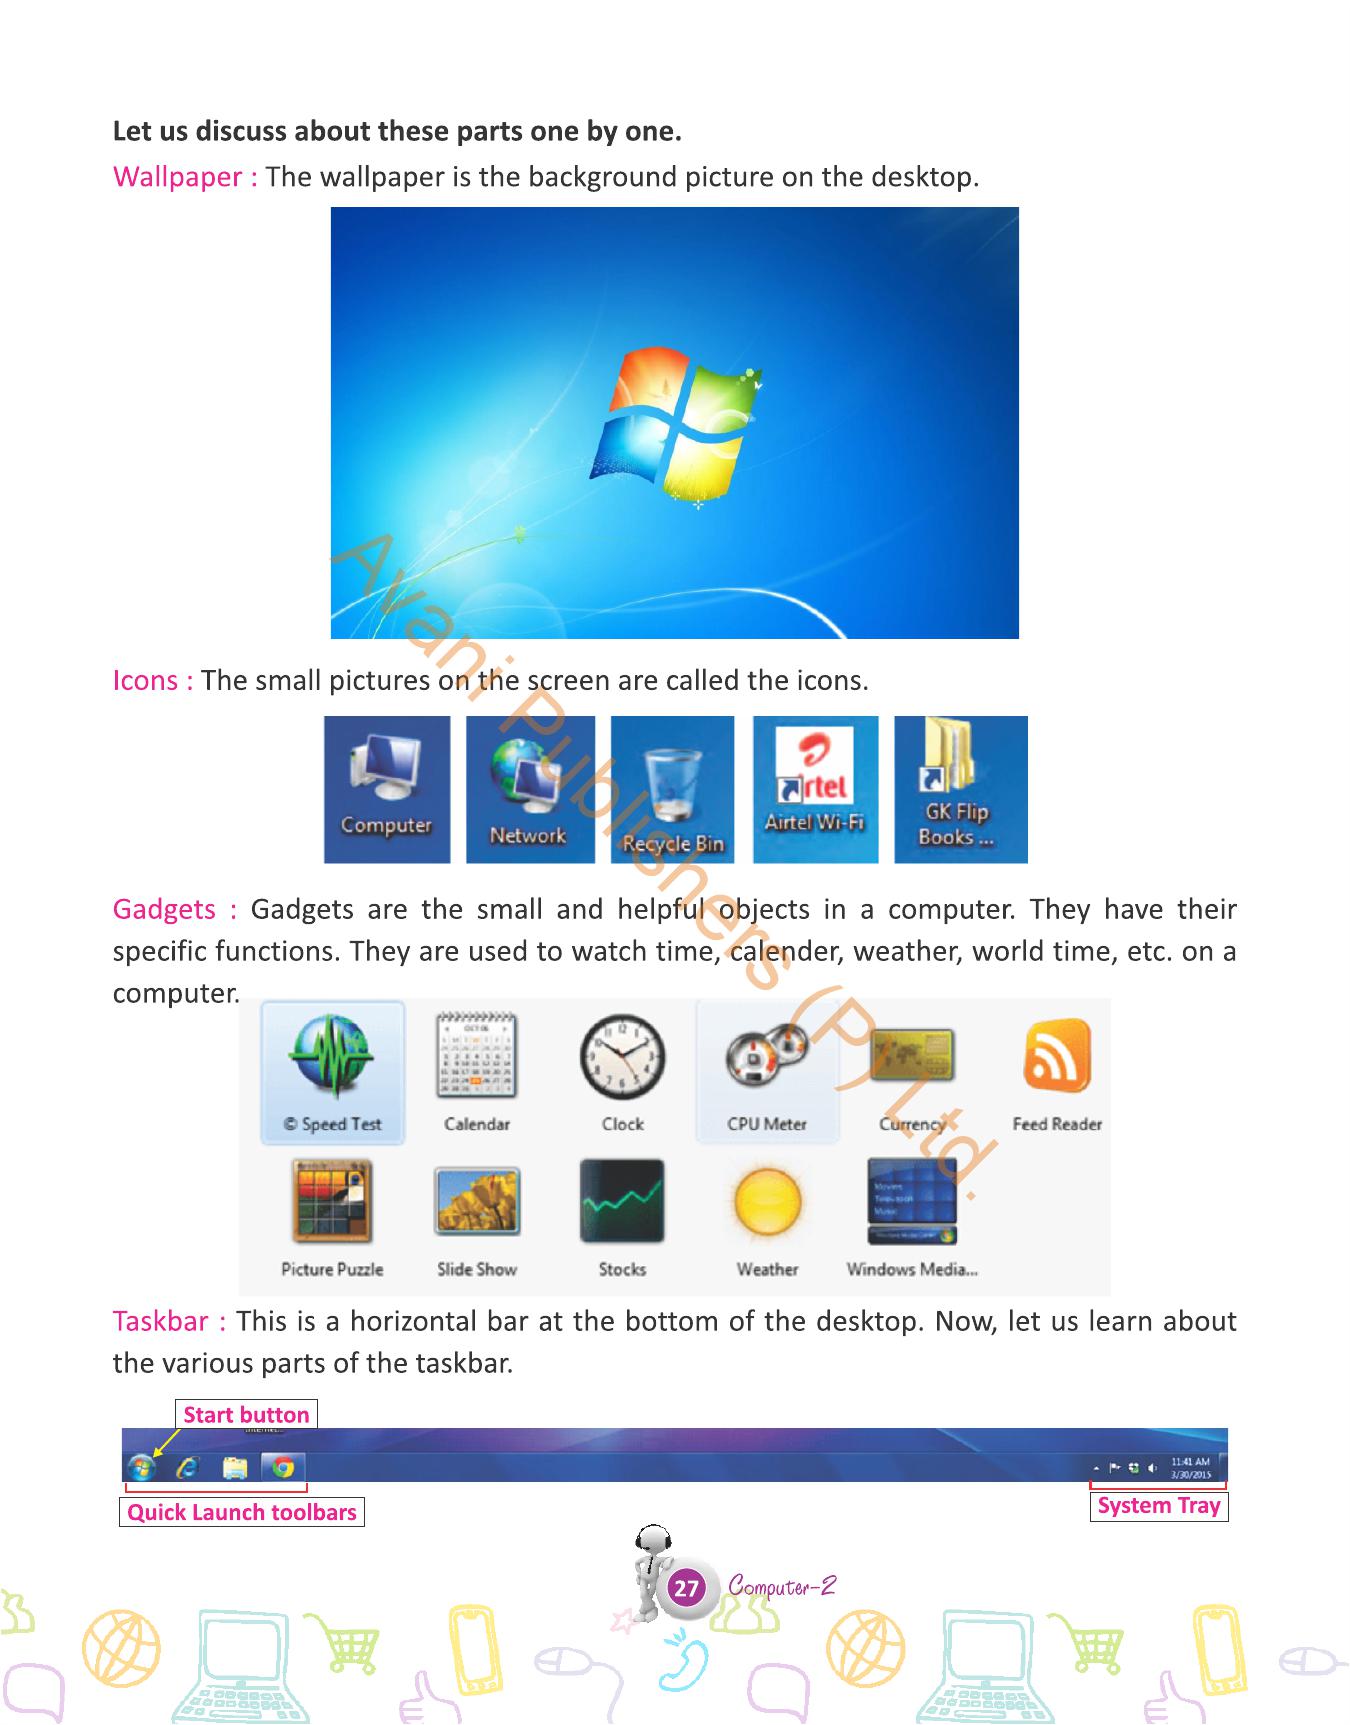 Let us discuss about these parts one by one.
Wallpaper : The wallpaper is the background picture on the desktop.
Icons : The small pictures on the screen are called the icons.
Computer
Network
Recycle Bin
irtel
Airtel Wi-Fi
GK Flip
Books ...
Gadgets : Gadgets are the small and helpful objects in a computer. They have their
specific functions. They are used to watch time, calender, weather, world time, etc. on a
computer.
OCT 06
© Speed Test
Calendar
Clock
CPU Meter
Currency
Feed Reader
Movies
Television
Music
Picture Puzzle
Slide Show
Stocks
Weather
Windows Media...
Taskbar : This is a horizontal bar at the bottom of the desktop. Now, let us learn about
the various parts of the taskbar.
Start button
11:41 AM
3/30/2015
Quick Launch toolbars
System Tray
27 Computer-2
Avani Publishers (P) Ltd.